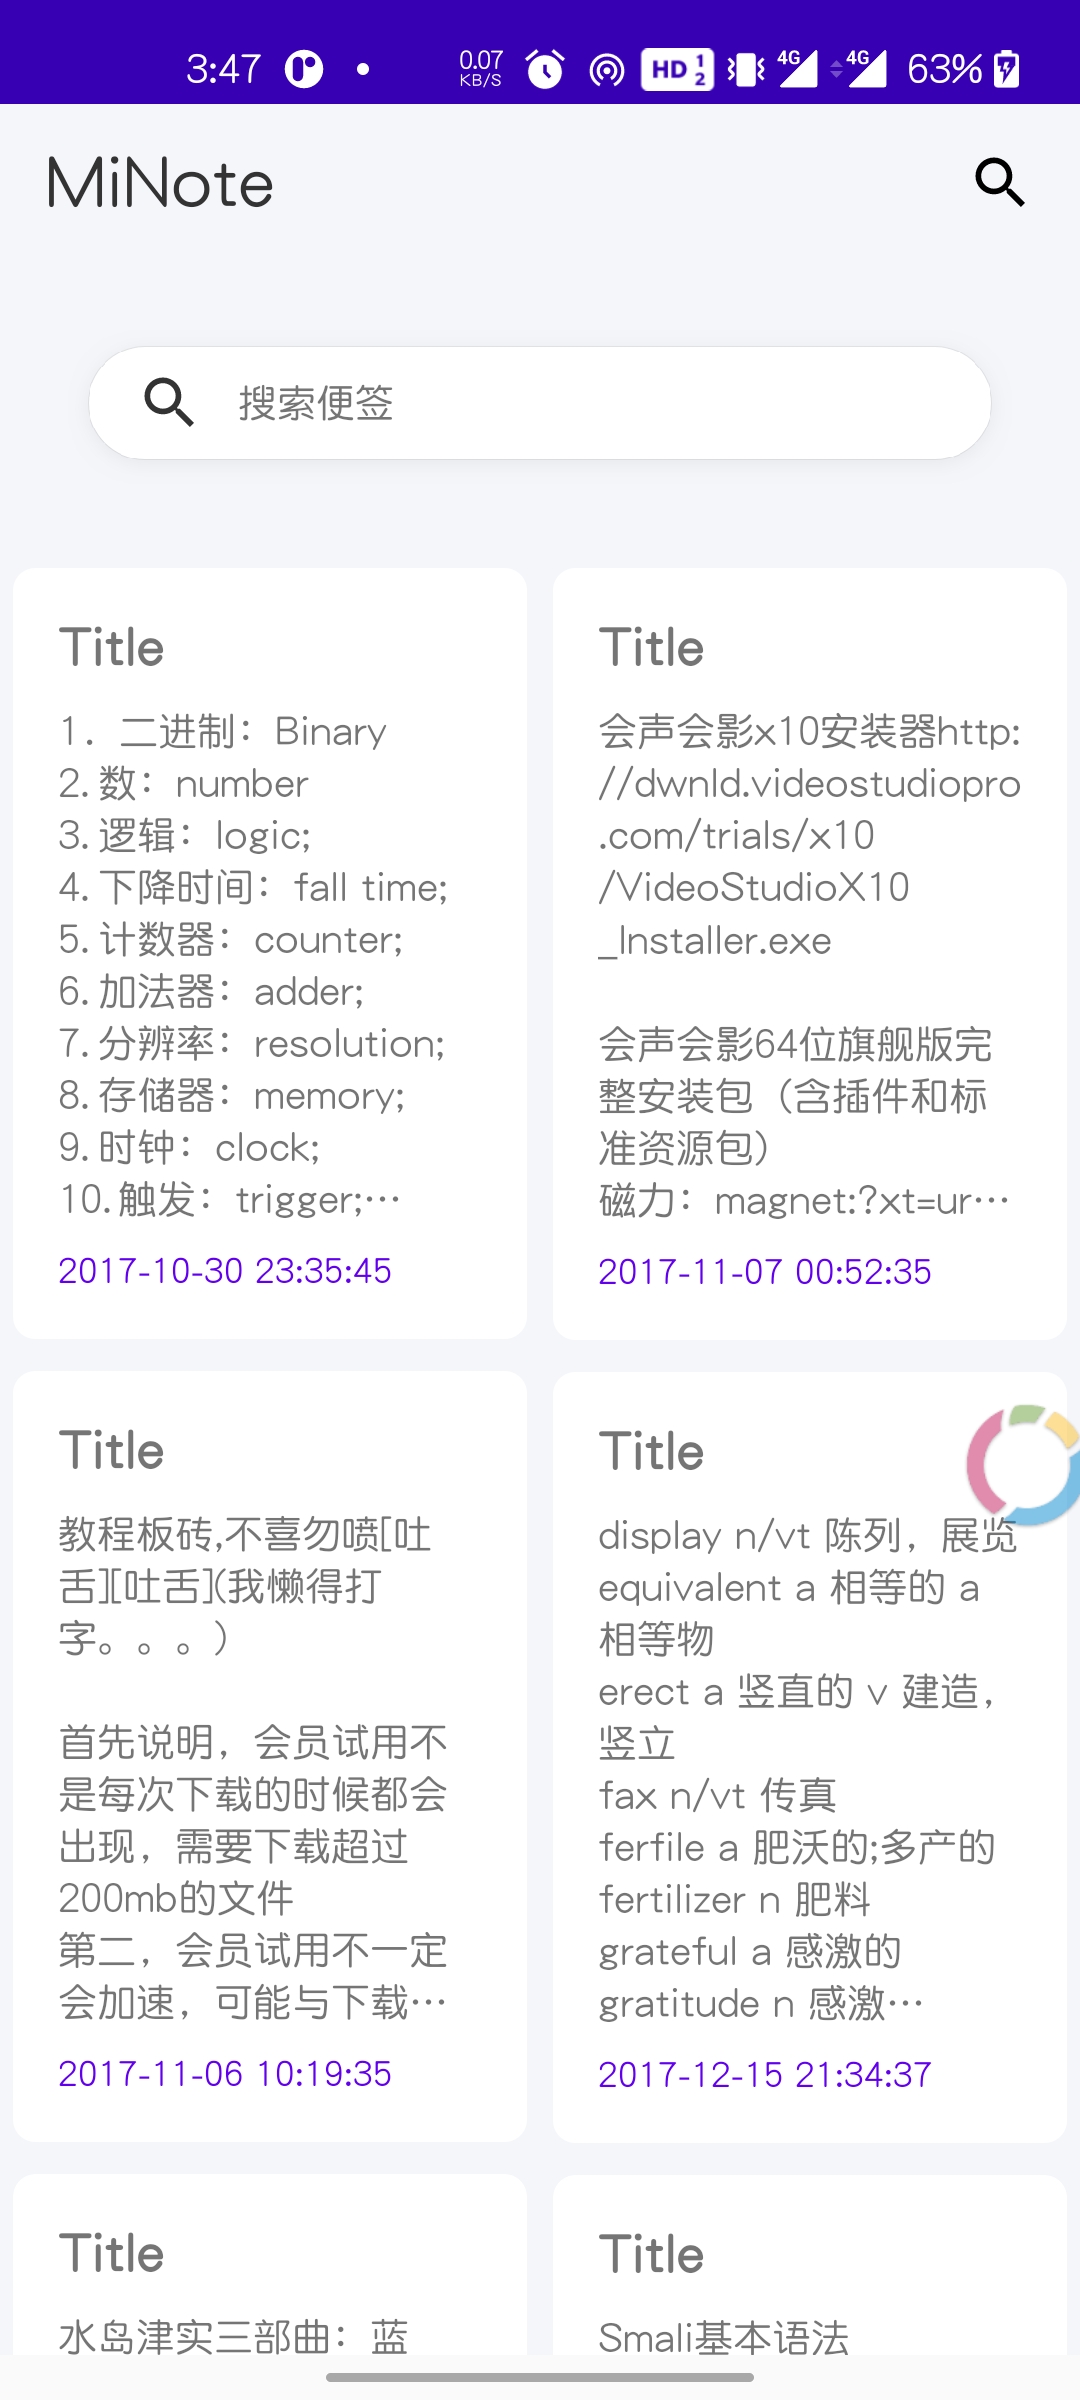 3:47
0.07
KB/S
HD 1 2
4G
4G
63%
MiNote
搜索便签
Title
1. 二进制：Binary
2. 数：number
3. 逻辑：logic;
4. 下降时间：fall time;
5. 计数器：counter;
6. 加法器：adder;
7. 分辨率：resolution;
8. 存储器：memory;
9. 时钟：clock;
10. 触发：trigger;…
2017-10-30 23:35:45
Title
会声会影x10安装器http:
//dwnld.videostudiopro
.com/trials/x10
/VideoStudioX10
_Installer.exe
会声会影64位旗舰版完
整安装包（含插件和标
准资源包）
磁力：magnet:?xt=ur…
2017-11-07 00:52:35
Title
教程板砖,不喜勿喷[吐
舌][吐舌](我懒得打
字。。。)
首先说明，会员试用不
是每次下载的时候都会
出现，需要下载超过
200mb的文件
第二，会员试用不一定
会加速，可能与下载…
2017-11-06 10:19:35
Title
display n/vt 陈列，展览
equivalent a 相等的 a
相等物
erect a 竖直的 v 建造，
竖立
fax n/vt 传真
ferfile a 肥沃的;多产的
fertilizer n 肥料
grateful a 感激的
gratitude n 感激…
2017-12-15 21:34:37
Title
水岛津实三部曲：蓝
Title
Smali基本语法